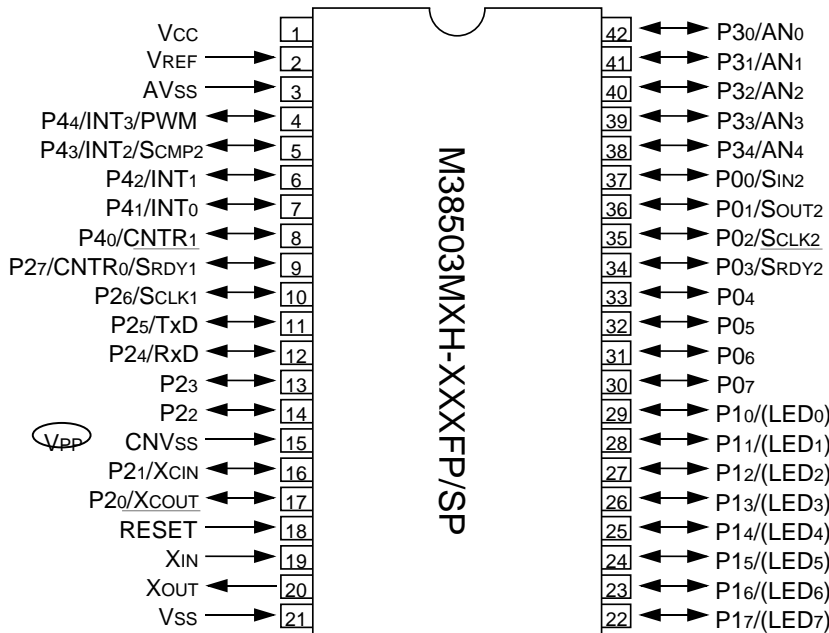 VCC 1
VREF 2
AVSS 3
P44/INT3/PWM 4
P43/INT2/SCMP2 5
P42/INT1 6
P41/INT0 7
P40/CNTR1 8
P27/CNTR0/SRDY1 9
P26/SCLK1 10
P25/TxD 11
P24/RxD 12
P23 13
P22 14
VPP CNVSS 15
P21/XCIN 16
P20/XCOUT 17
RESET 18
XIN 19
XOUT 20
VSS 21
M38503MXH-XXXFP/SP
42 P30/AN0
41 P31/AN1
40 P32/AN2
39 P33/AN3
38 P34/AN4
37 P00/SIN2
36 P01/SOUT2
35 P02/SCLK2
34 P03/SRDY2
33 P04
32 P05
31 P06
30 P07
29 P10/(LED0)
28 P11/(LED1)
27 P12/(LED2)
26 P13/(LED3)
25 P14/(LED4)
24 P15/(LED5)
23 P16/(LED6)
22 P17/(LED7)